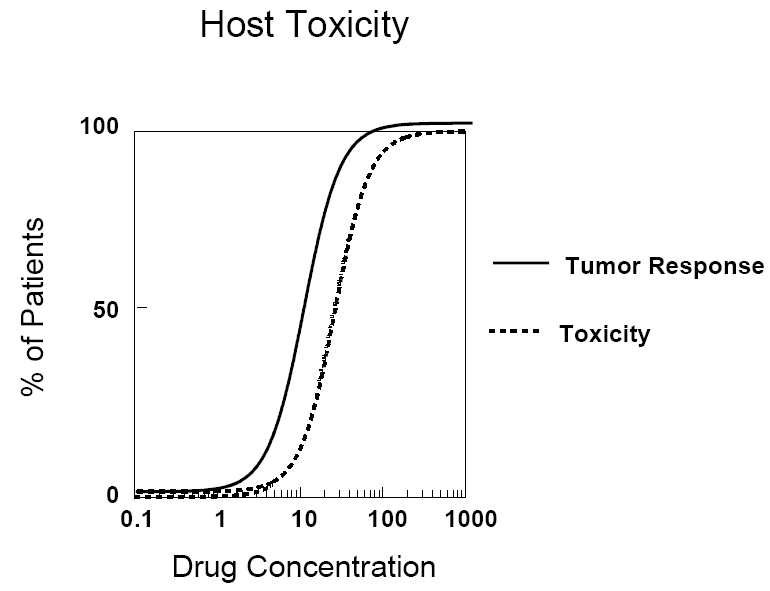 Host Toxicity
100
50
0
% of Patients
0.1 1 10 100 1000
Drug Concentration
Tumor Response
Toxicity